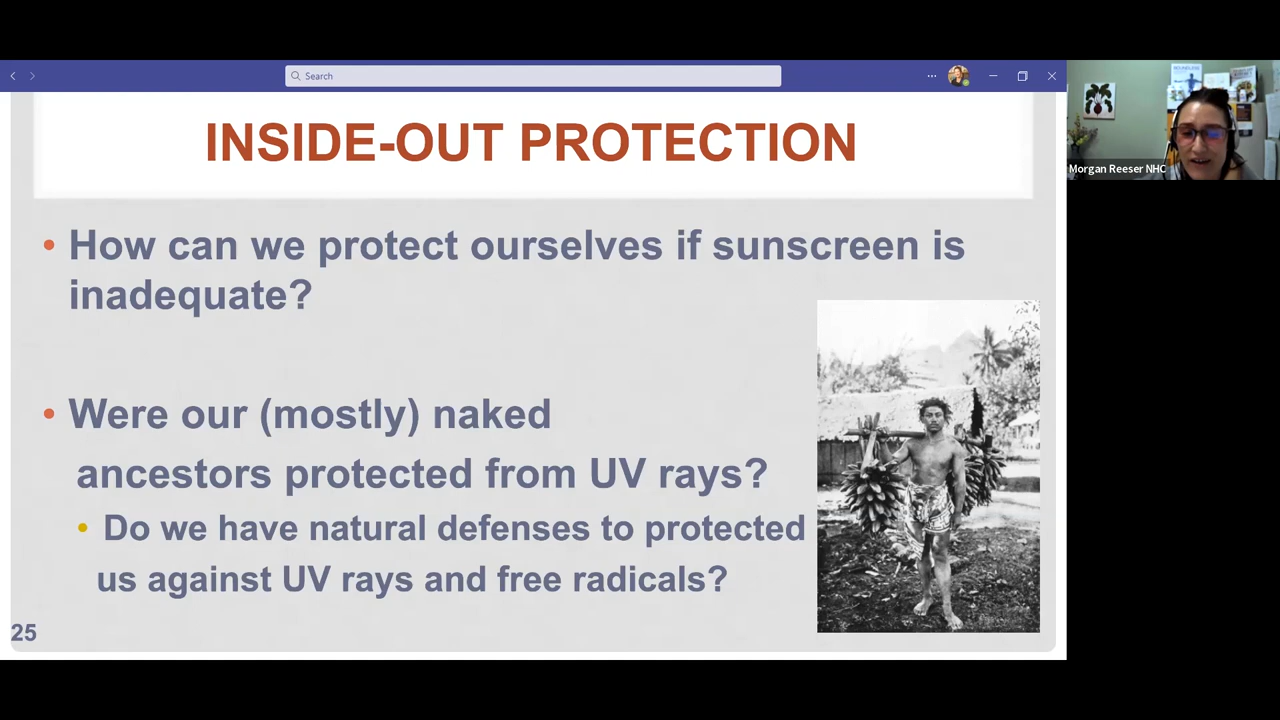 Search
INSIDE-OUT PROTECTION
• How can we protect ourselves if sunscreen is
inadequate?
• Were our (mostly) naked
ancestors protected from UV rays?
• Do we have natural defenses to protected
us against UV rays and free radicals?
25
Morgan Reeser NHC